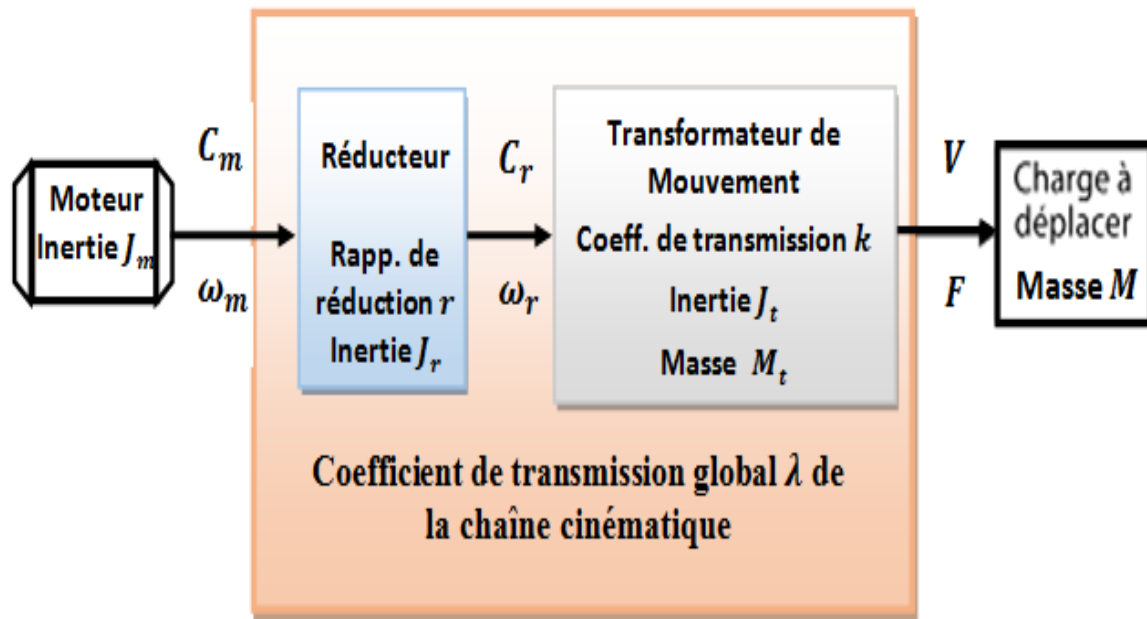 Moteur
Inertie J_m
C_m
ω_m
Réducteur
Rapp. de
réduction r
Inertie J_r
C_r
ω_r
Transformateur de
Mouvement
Coeff. de transmission k
Inertie J_t
Masse M_t
V
F
Charge à
déplacer
Masse M
Coefficient de transmission global λ de
la chaîne cinématique